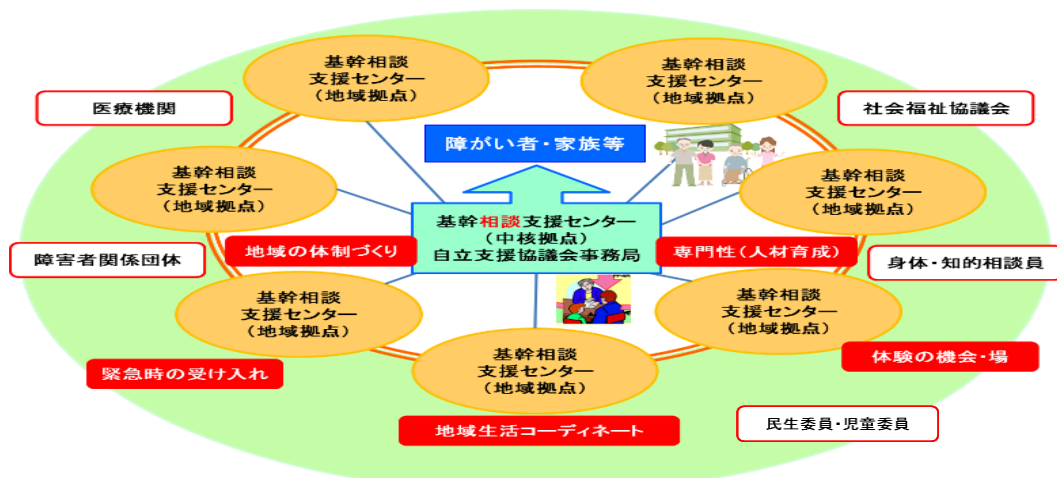 基幹相談
支援センター
(地域拠点)
基幹相談
支援センター
(地域拠点)
医療機関
社会福祉協議会
障がい者・家族等
基幹相談
支援センター
(地域拠点)
基幹相談
支援センター
(地域拠点)
基幹相談支援センター
(中核拠点)
自立支援協議会事務局
地域の体制づくり
専門性(人材育成)
障害者関係団体
身体・知的相談員
基幹相談
支援センター
(地域拠点)
基幹相談
支援センター
(地域拠点)
基幹相談
支援センター
(地域拠点)
緊急時の受け入れ
体験の機会・場
地域生活コーディネート
民生委員・児童委員